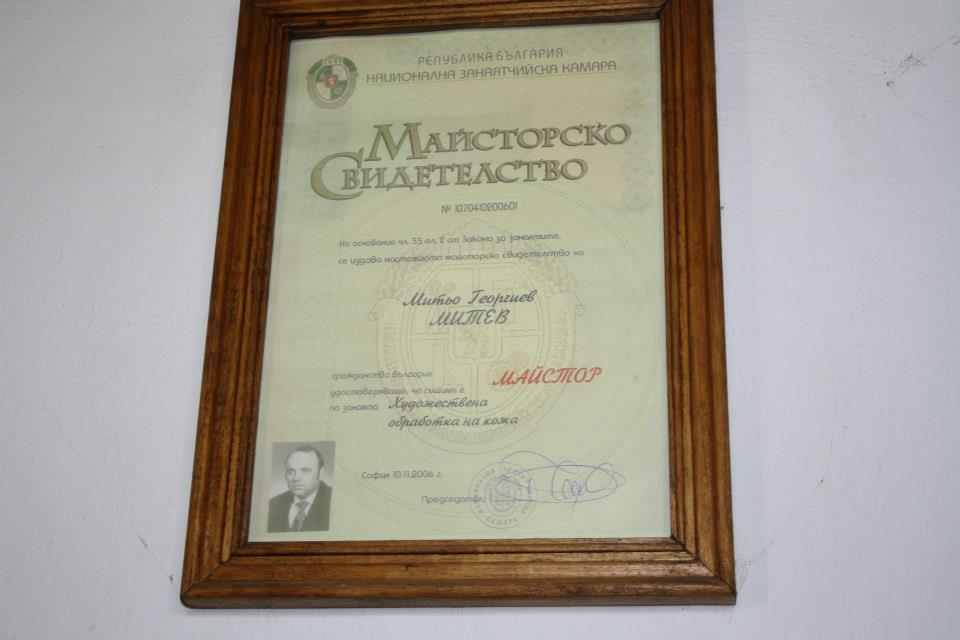 РЕПУБЛИКА БЪЛГАРИЯ
НАЦИОНАЛНА ЗАНАЯТЧИЙСКА КАМАРА
МАЙСТОРСКО
СВИДЕТЕЛСТВО
№ 1070410200601
На основание чл. 55 ал. 2 от Закона за занаятите,
се издава настоящото майсторско свидетелство на
Митьо Георгиев
МИТЕВ
гражданство България
удостоверяващо, че същият е МАЙСТОР
по занаята Художествена
обработка на кожа
София 10.11.2006 г.
Председател: